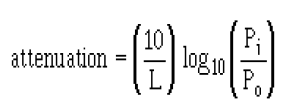 attenuation = (10/L) log₁₀ (Pᵢ/Pₒ)